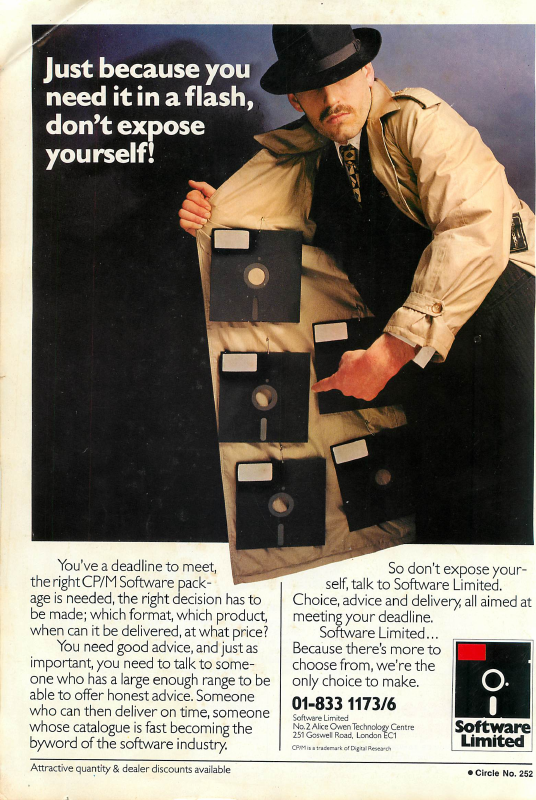 Just because you
need it in a flash,
don't expose
yourself!
You've a deadline to meet,
the right CP/M Software pack-
age is needed, the right decision has to
be made; which format, which product,
when can it be delivered, at what price?
You need good advice, and just as
important, you need to talk to some-
one who has a large enough range to be
able to offer honest advice. Someone
who can then deliver on time, someone
whose catalogue is fast becoming the
byword of the software industry.
So don't expose your-
self, talk to Software Limited.
Choice, advice and delivery, all aimed at
meeting your deadline.
Software Limited...
Because there's more to
choose from, we're the
only choice to make.
01-833 1173/6
Software Limited
No.2 Alice Owen Technology Centre
251 Goswell Road, London EC1
CP/M is a trademark of Digital Research
Software
Limited
Attractive quantity & dealer discounts available
● Circle No. 252